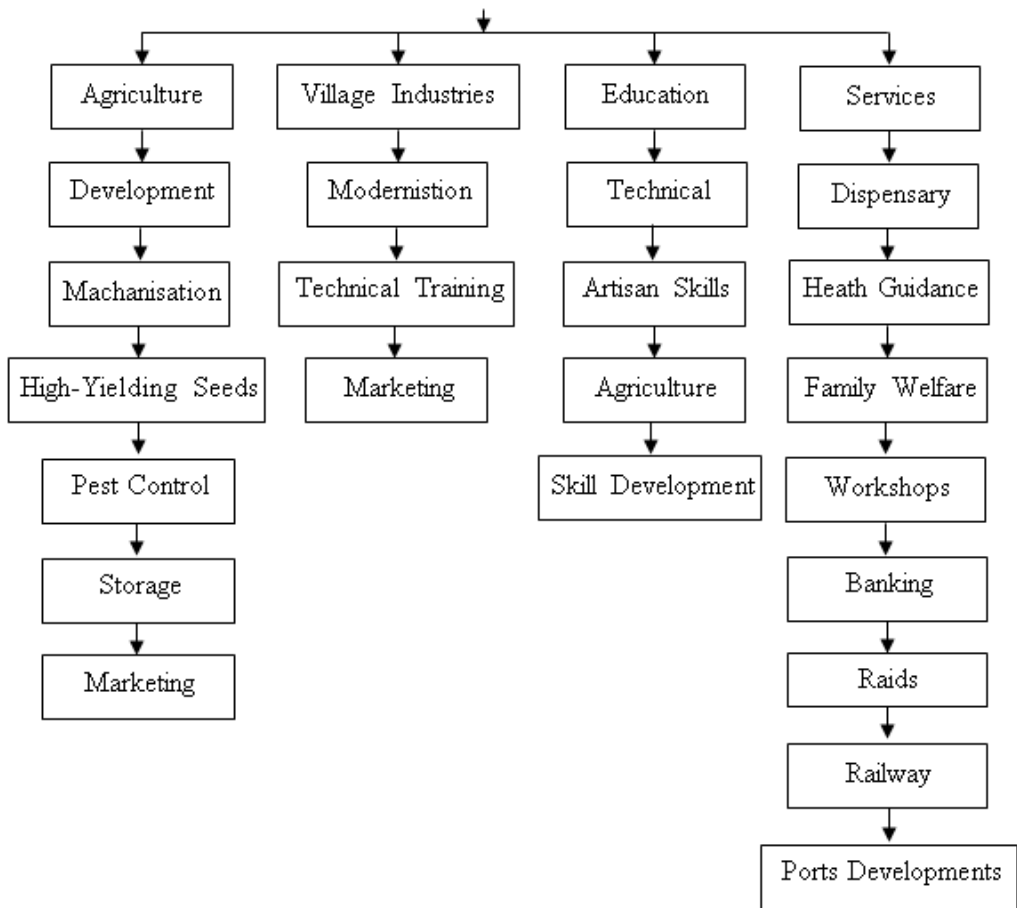 Agriculture
Development
Machanisation
High-Yielding Seeds
Pest Control
Storage
Marketing
Village Industries
Modernistion
Technical Training
Marketing
Education
Technical
Artisan Skills
Agriculture
Skill Development
Services
Dispensary
Heath Guidance
Family Welfare
Workshops
Banking
Raids
Railway
Ports Developments